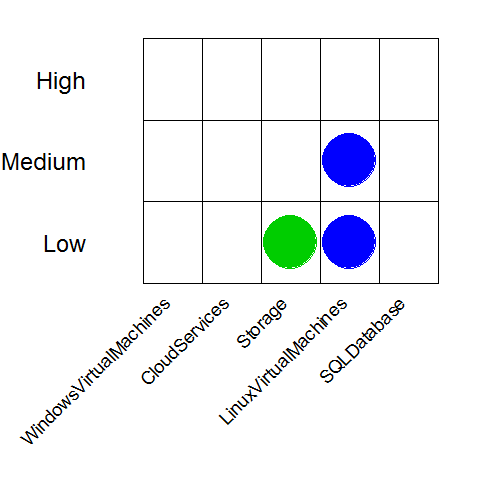 High
Medium
Low
WindowsVirtualMachines
CloudServices
Storage
LinuxVirtualMachines
SQLDatabase